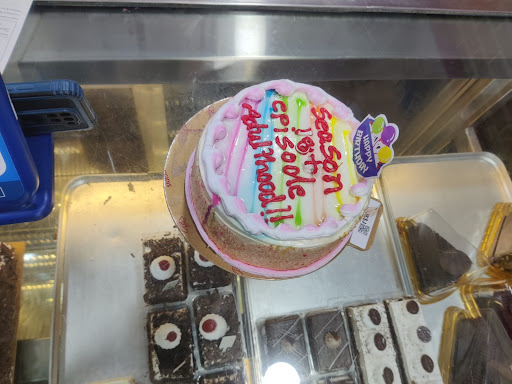 Season
18th
episode
Adulthood!!
HAPPY
BIRTHDAY